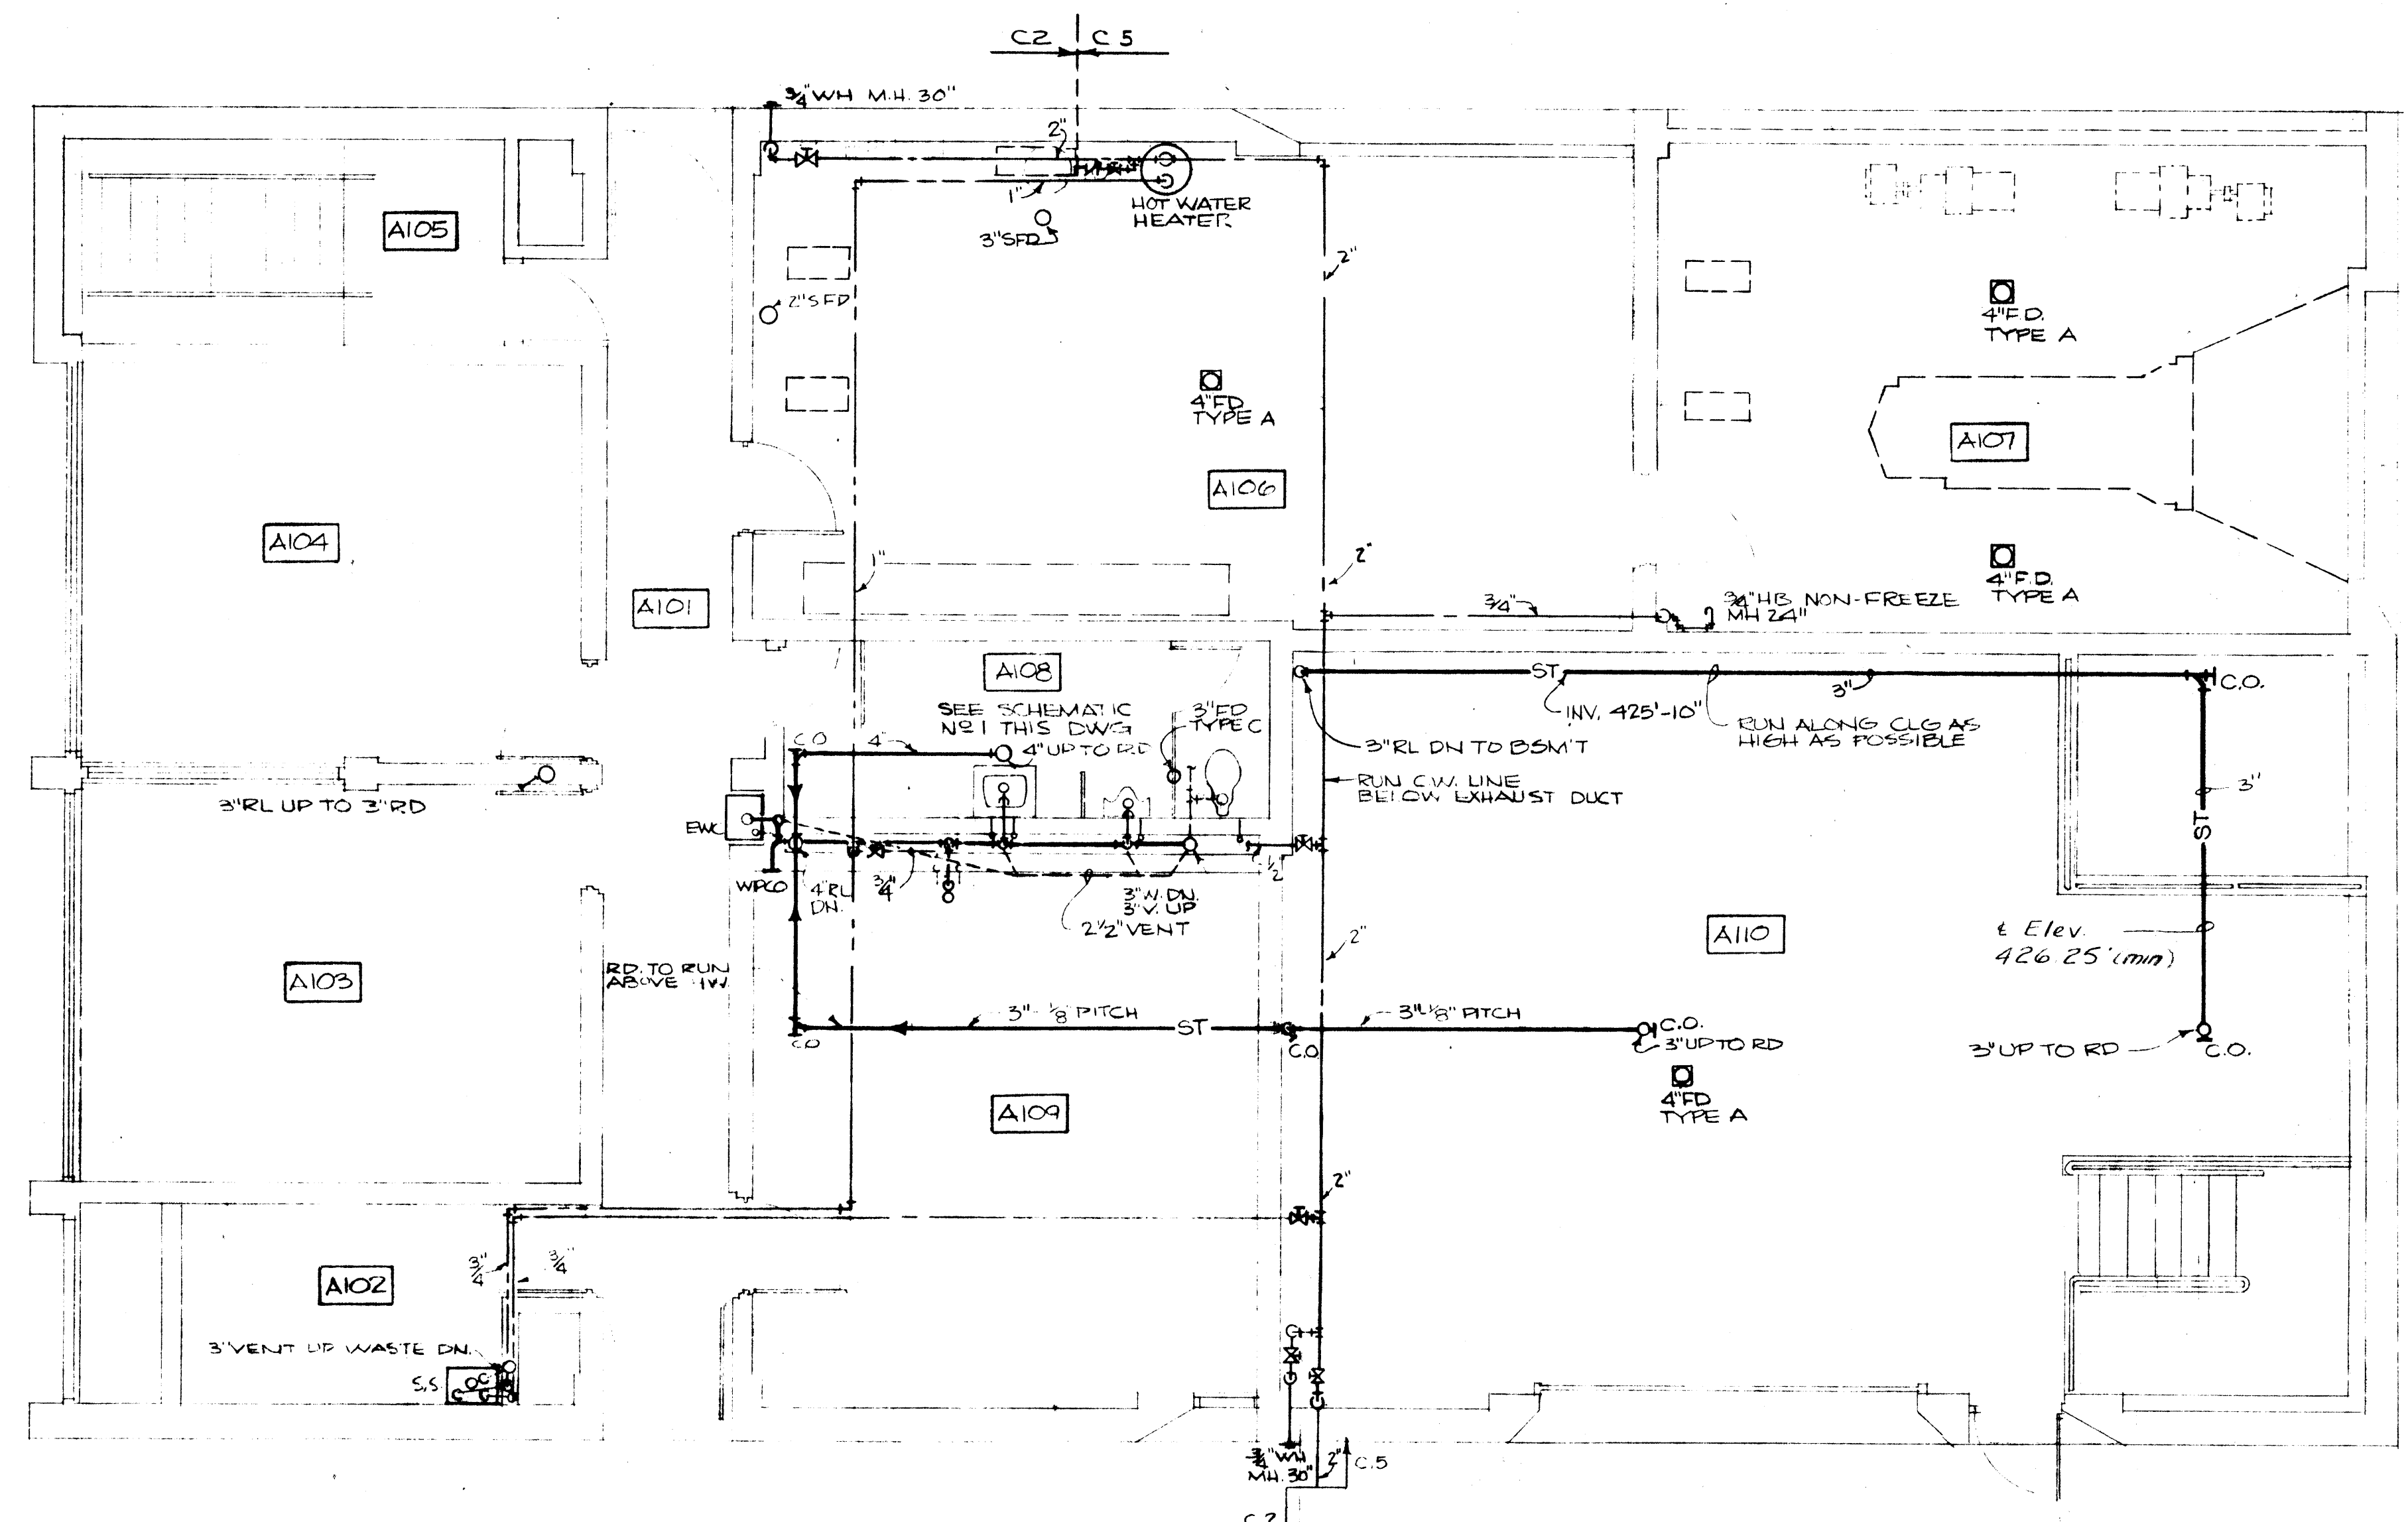 C2 C 5
3/4" WH M.H. 30"
2"
1"
HOT WATER
HEATER
3" SFD
A105
2" SFD
2"
4" F.D.
TYPE A
4" FD
TYPE A
A107
A106
A104
1"
2"
A101
3/4"
3/4" HB NON-FREEZE
MH 24"
4" F.D.
TYPE A
A108
SEE SCHEMATIC
No 1 THIS DWG
4" UP TO RD
3" FD
TYPE C
C.O
4"
ST
INV. 425'-10"
3"
C.O.
RUN ALONG CLG AS
HIGH AS POSSIBLE
3" RL DN TO BSM'T
RUN C.W. LINE
BELOW EXHAUST DUCT
3"
ST
3" RL UP TO 3" RD
EWC
WPCO
4" RL
DN.
3/4"
3" W. DN.
3" V. UP
2 1/2" VENT
2"
A110
℄ Elev.
426.25' (min)
A103
RD. TO RUN
ABOVE HW
3" - 1/8" PITCH
ST
3" 1/8" PITCH
C.O.
3" UP TO RD
C.O
C.O.
3" UP TO RD
C.O.
4" FD
TYPE A
A109
2"
3/4"
3/4"
A102
3" VENT UP WASTE DN.
S.S.
3/4" WH
MH. 30"
2"
C.5
C.2